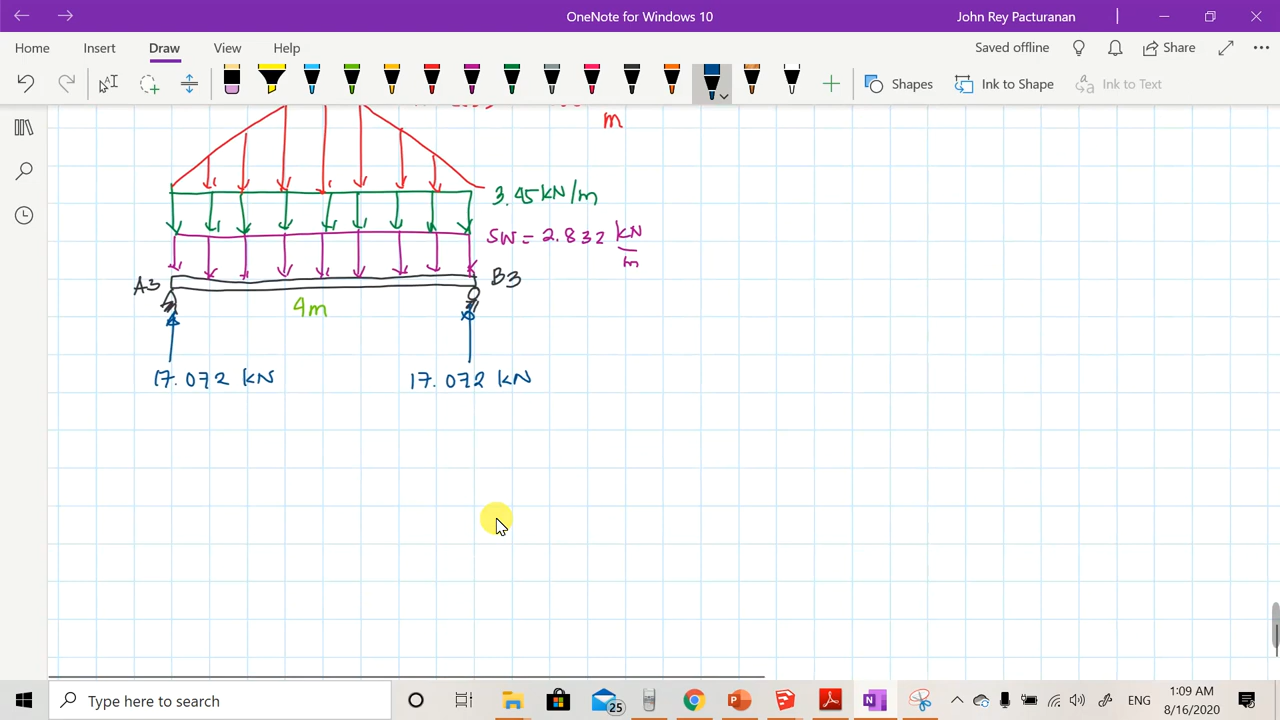 OneNote for Windows 10
John Rey Pacturanan
Home Insert Draw View Help
Saved offline
Share
Shapes
Ink to Shape
Ink to Text
m
3.45 kN/m
SW = 2.832 kN
m
A3
B3
4m
17.072 kN
17.072 kN
Type here to search
25
ENG
1:09 AM
8/16/2020